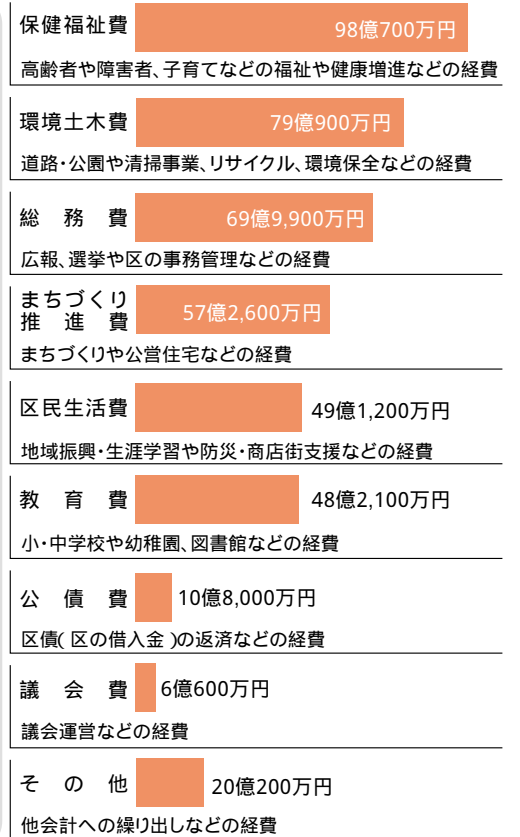 保健福祉費 98億700万円
高齢者や障害者、子育てなどの福祉や健康増進などの経費
環境土木費 79億900万円
道路・公園や清掃事業、リサイクル、環境保全などの経費
総務費 69億9,900万円
広報、選挙や区の事務管理などの経費
まちづくり
推進費 57億2,600万円
まちづくりや公営住宅などの経費
区民生活費 49億1,200万円
地域振興・生涯学習や防災・商店街支援などの経費
教育費 48億2,100万円
小・中学校や幼稚園、図書館などの経費
公債費 10億8,000万円
区債(区の借入金)の返済などの経費
議会費 6億600万円
議会運営などの経費
その他 20億200万円
他会計への繰り出しなどの経費